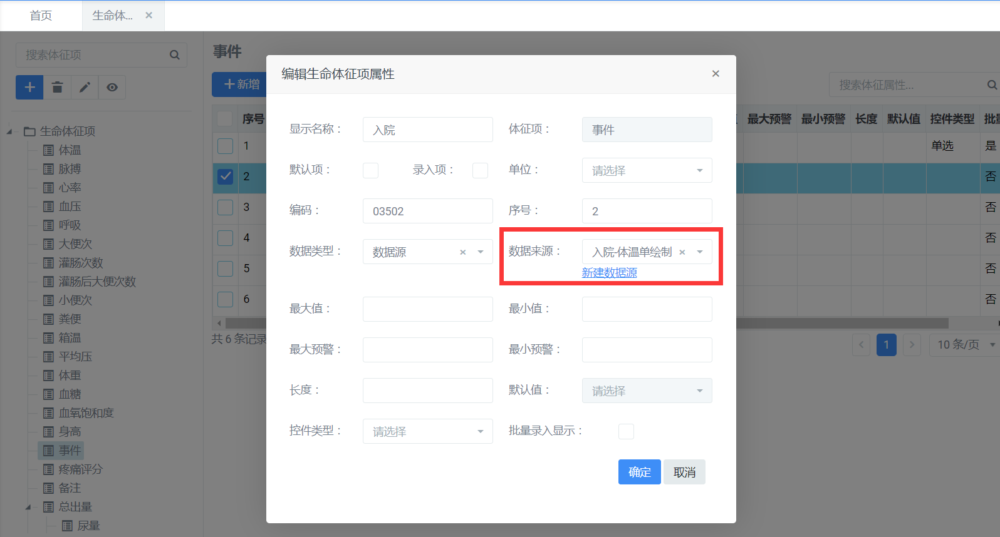 首页
生命体... ×
搜索体征项
生命体征项
体温
脉搏
心率
血压
呼吸
大便次
灌肠次数
灌肠后大便次数
小便次
粪便
箱温
平均压
体重
血糖
血氧饱和度
身高
事件
疼痛评分
备注
总出量
尿量
事件
新增
搜索体征属性...
序号 最大预警 最小预警 长度 默认值 控件类型 批量
1 单选 是
2 否
3 否
4 否
5 否
6 否
共 6 条记录
1 10 条/页
编辑生命体征项属性 ×
显示名称： 入院 体征项： 事件
默认项： 录入项： 单位： 请选择
编码： 03502 序号： 2
数据类型： 数据源 × 数据来源： 入院-体温单绘制 ×
新建数据源
最大值： 最小值：
最大预警： 最小预警：
长度： 默认值： 请选择
控件类型： 请选择 批量录入显示：
确定 取消